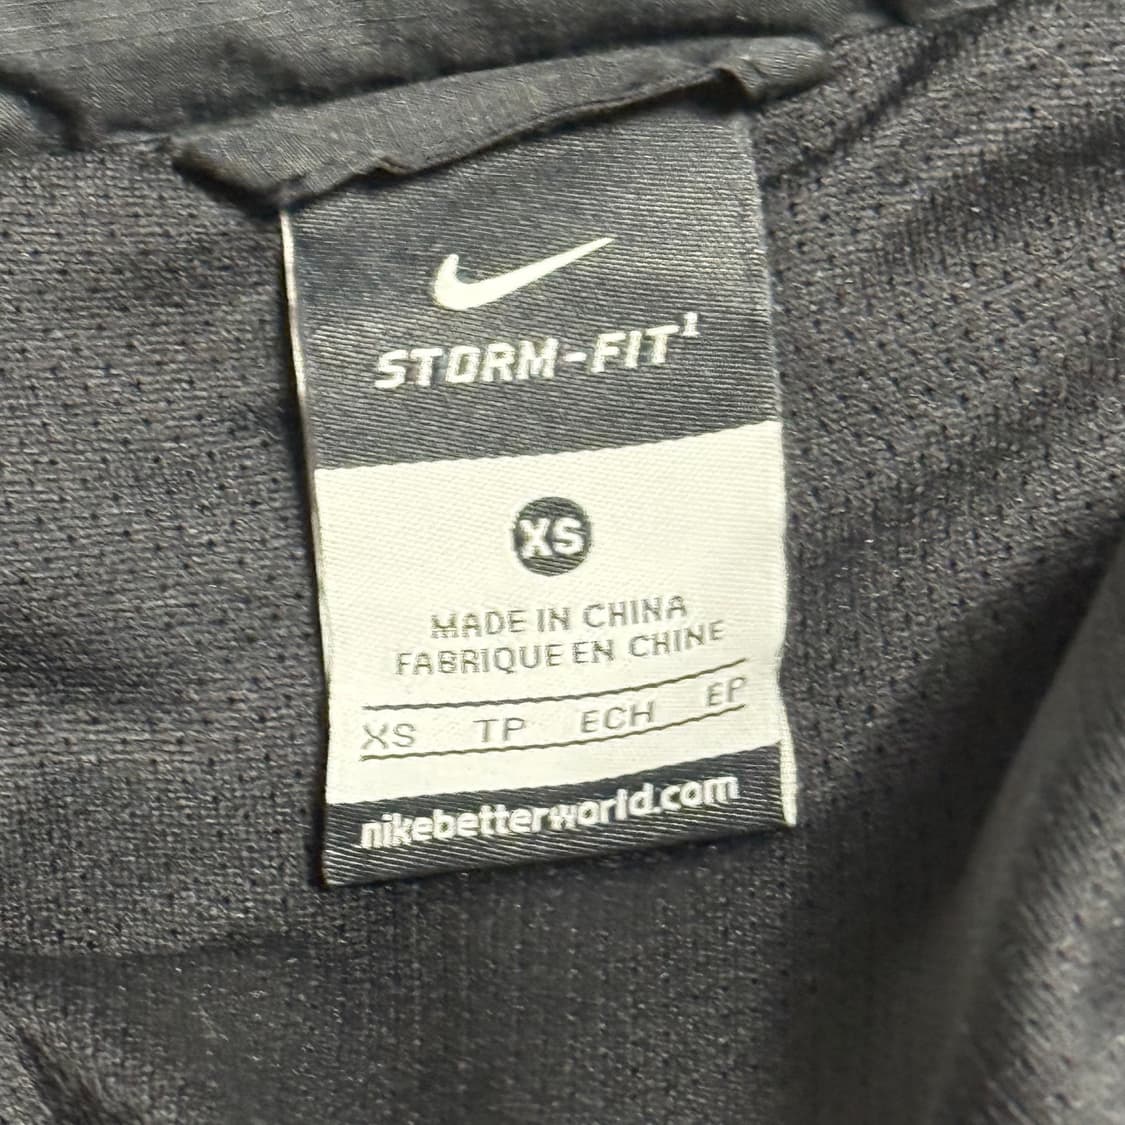 STORM-FIT¹
XS
MADE IN CHINA
FABRIQUE EN CHINE
XS TP ECH EP
nikebetterworld.com